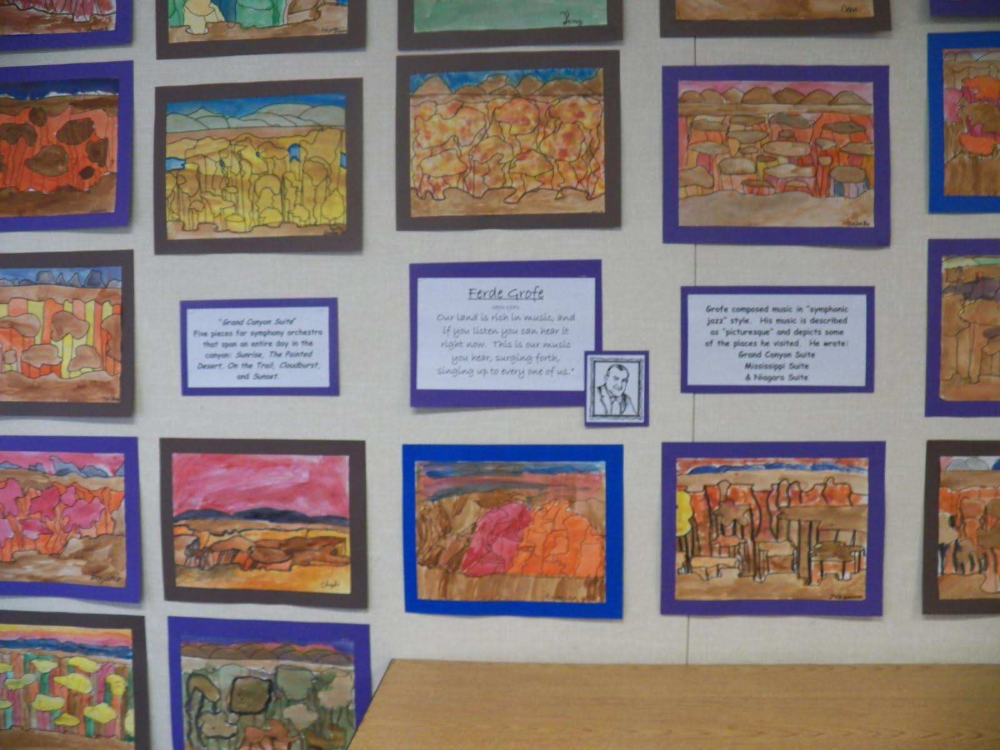 "Grand Canyon Suite"
Five pieces for symphony orchestra
that span an entire day in the
canyon: Sunrise, The Painted
Desert, On the Trail, Cloudburst,
and Sunset.
Ferde Grofe
1892-1972
Our land is rich in music, and
if you listen you can hear it
right now. This is our music
you hear, surging forth,
singing up to every one of us."
Grofe composed music in "symphonic
jazz" style. His music is described
as "picturesque" and depicts some
of the places he visited. He wrote:
Grand Canyon Suite
Mississippi Suite
& Niagara Suite